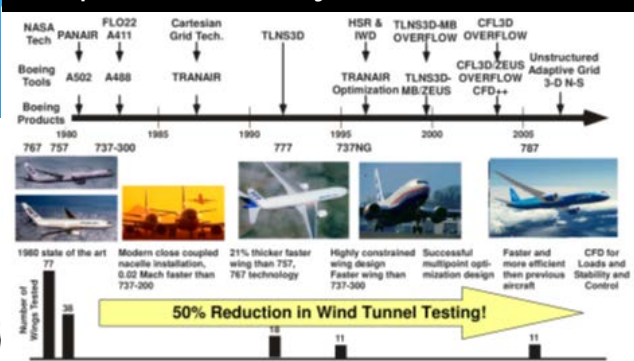 NASA Tech
PANAIR
FLO22
A411
Cartesian
Grid Tech.
TLNS3D
HSR &
IWD
TLNS3D-MB
OVERFLOW
CFL3D
OVERFLOW
Boeing Tools
A502
A488
TRANAIR
TRANAIR
Optimization
TLNS3D-
MB/ZEUS
CFL3D/ZEUS
OVERFLOW
CFD++
Unstructured
Adaptive Grid
3-D N-S
Boeing Products
1980
1985
1990
1995
2000
2005
767 757
737-300
777
737NG
787
1980 state of the art
Modern close coupled
nacelle installation,
0.02 Mach faster than
737-200
21% thicker faster
wing than 757,
767 technology
Highly constrained
wing design
Faster wing than
737-300
Successful
multipoint opti-
mization design
Faster and
more efficient
then previous
aircraft
CFD for
Loads and
Stability and
Control
Number of
Wings Tested
77
38
18
11
11
50% Reduction in Wind Tunnel Testing!